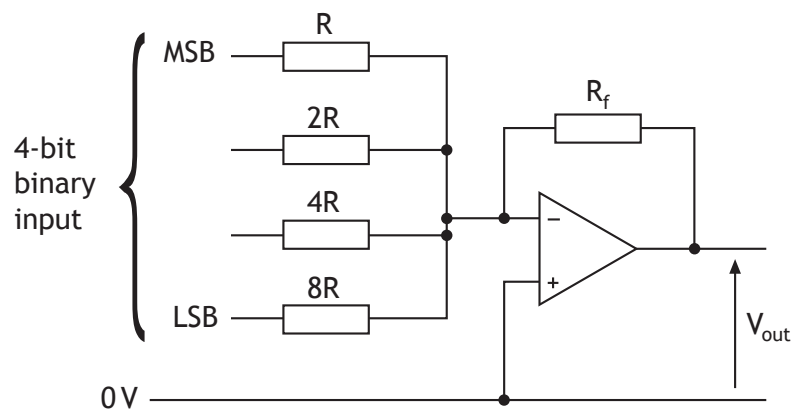 R
MSB
R_f
2R
4-bit
binary
input
4R
−
8R
+
LSB
V_out
0 V